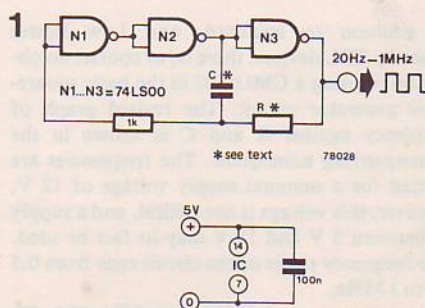 1
N1
N2
N3
C *
20Hz–1MHz
N1...N3 = 74LS00
R *
1k
* see text
78028
5V
+
14
IC
7
100n
0